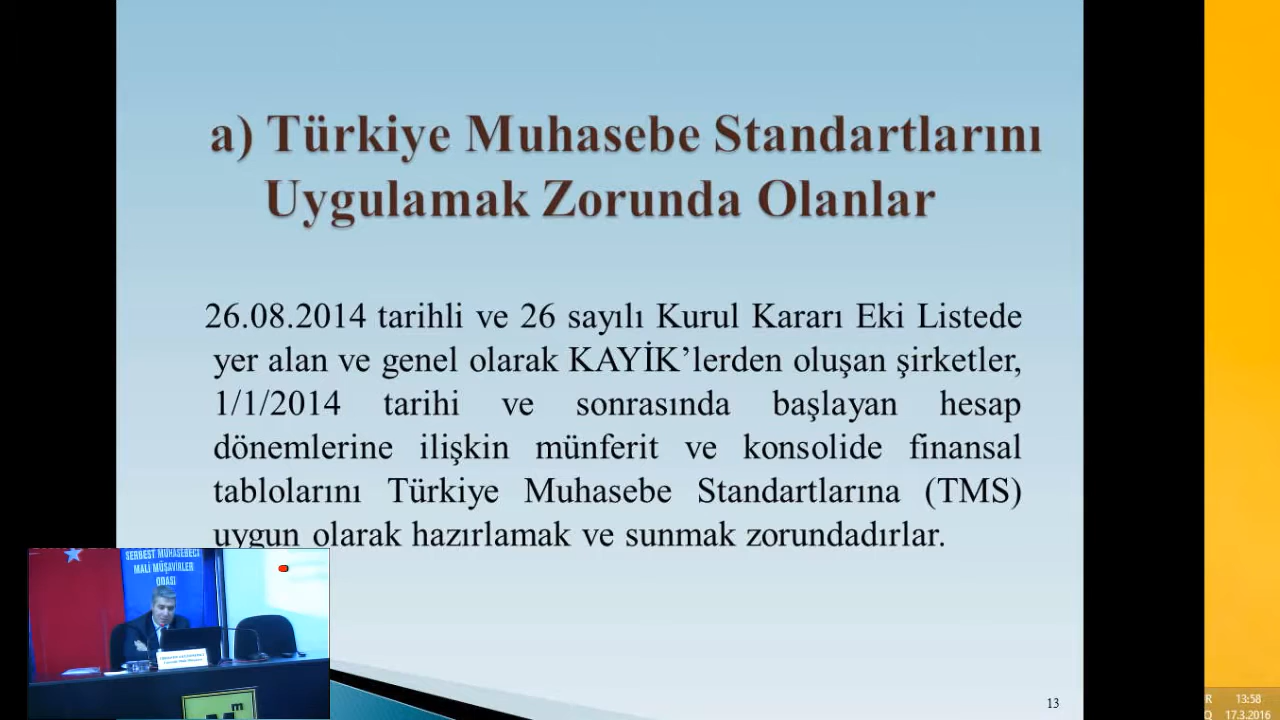 a) Türkiye Muhasebe Standartlarını
Uygulamak Zorunda Olanlar
26.08.2014 tarihli ve 26 sayılı Kurul Kararı Eki Listede
yer alan ve genel olarak KAYİK’lerden oluşan şirketler,
1/1/2014 tarihi ve sonrasında başlayan hesap
dönemlerine ilişkin münferit ve konsolide finansal
tablolarını Türkiye Muhasebe Standartlarına (TMS)
uygun olarak hazırlamak ve sunmak zorundadırlar.
SERBEST MUHASEBECİ
MALİ MÜŞAVİRLER
ODASI
13
R 13:58
Q 17.3.2016